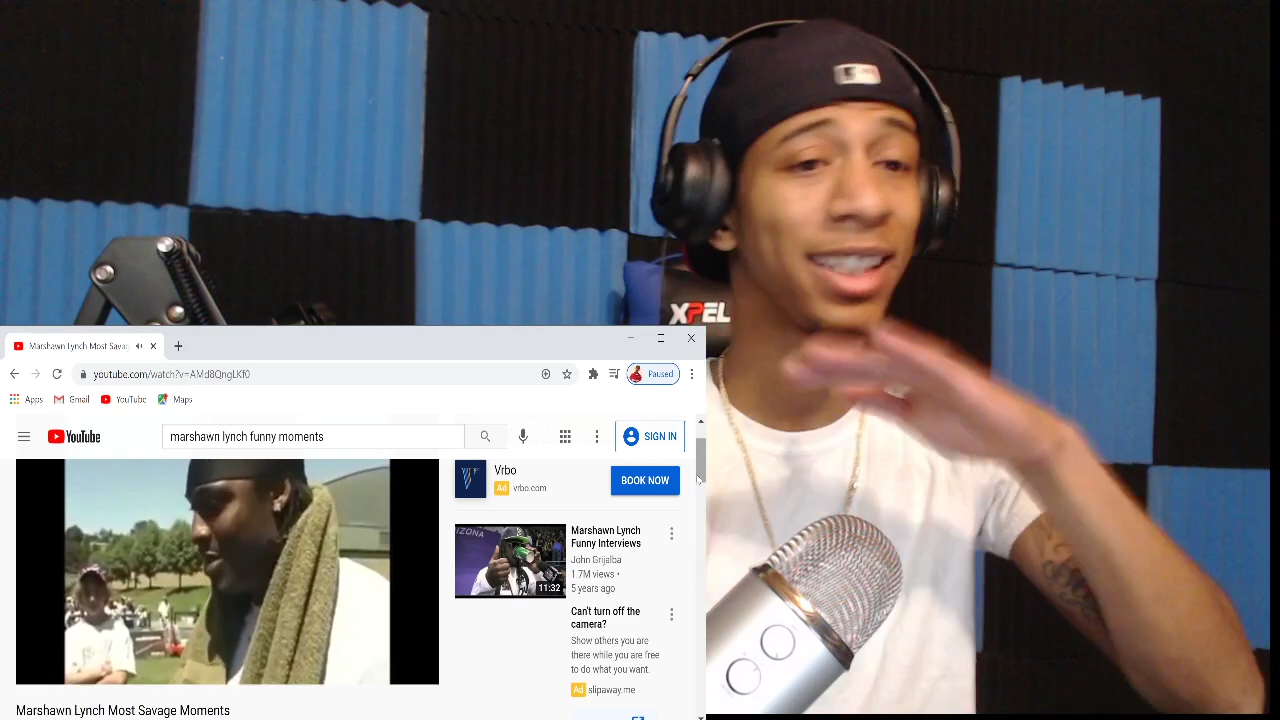 XPEL
Marshawn Lynch Most Sava
youtube.com/watch?v=AMd8QngLKf0
Paused
Apps
Gmail
YouTube
Maps
YouTube
marshawn lynch funny moments
SIGN IN
Vrbo
Ad vrbo.com
BOOK NOW
ZONA
11:32
Marshawn Lynch
Funny Interviews
John Grijalba
1.7M views •
5 years ago
Can't turn off the
camera?
Show others you are
there while you are free
to do what you want.
Ad slipaway.me
Marshawn Lynch Most Savage Moments